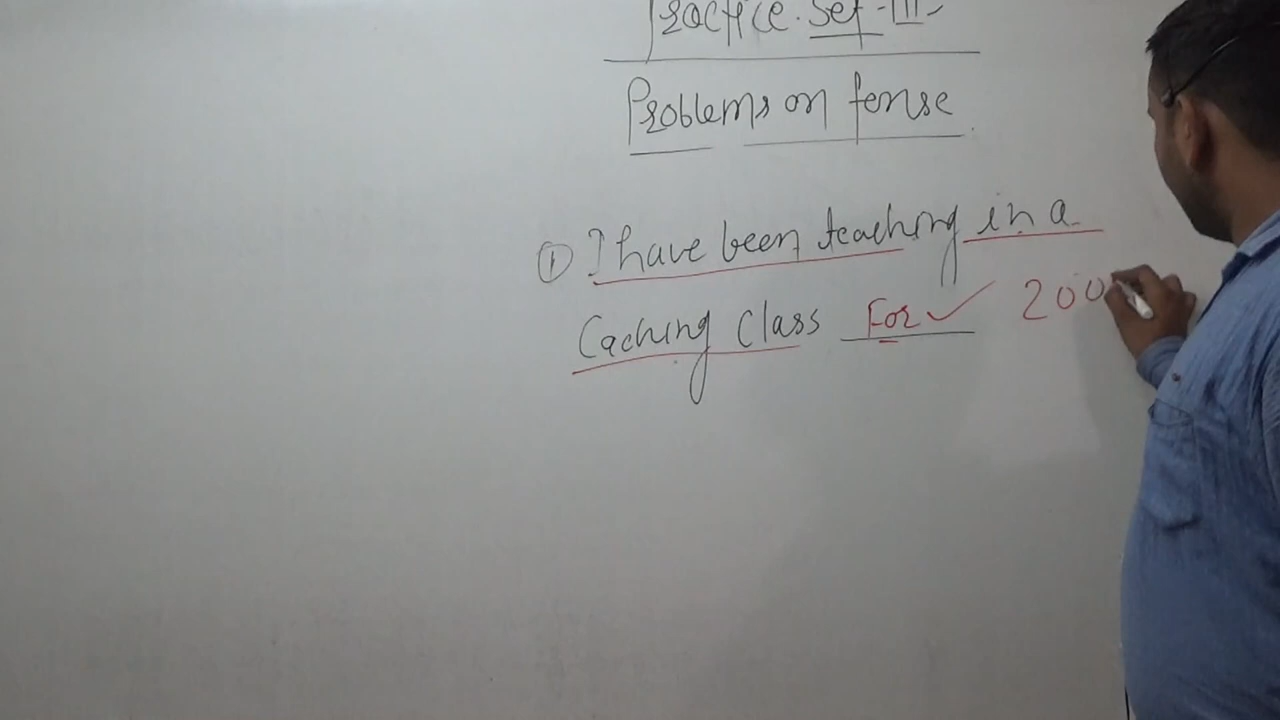 Practice. Set-III-
Problems on tense
① I have been teaching in a
Caching Class For ✓ 200